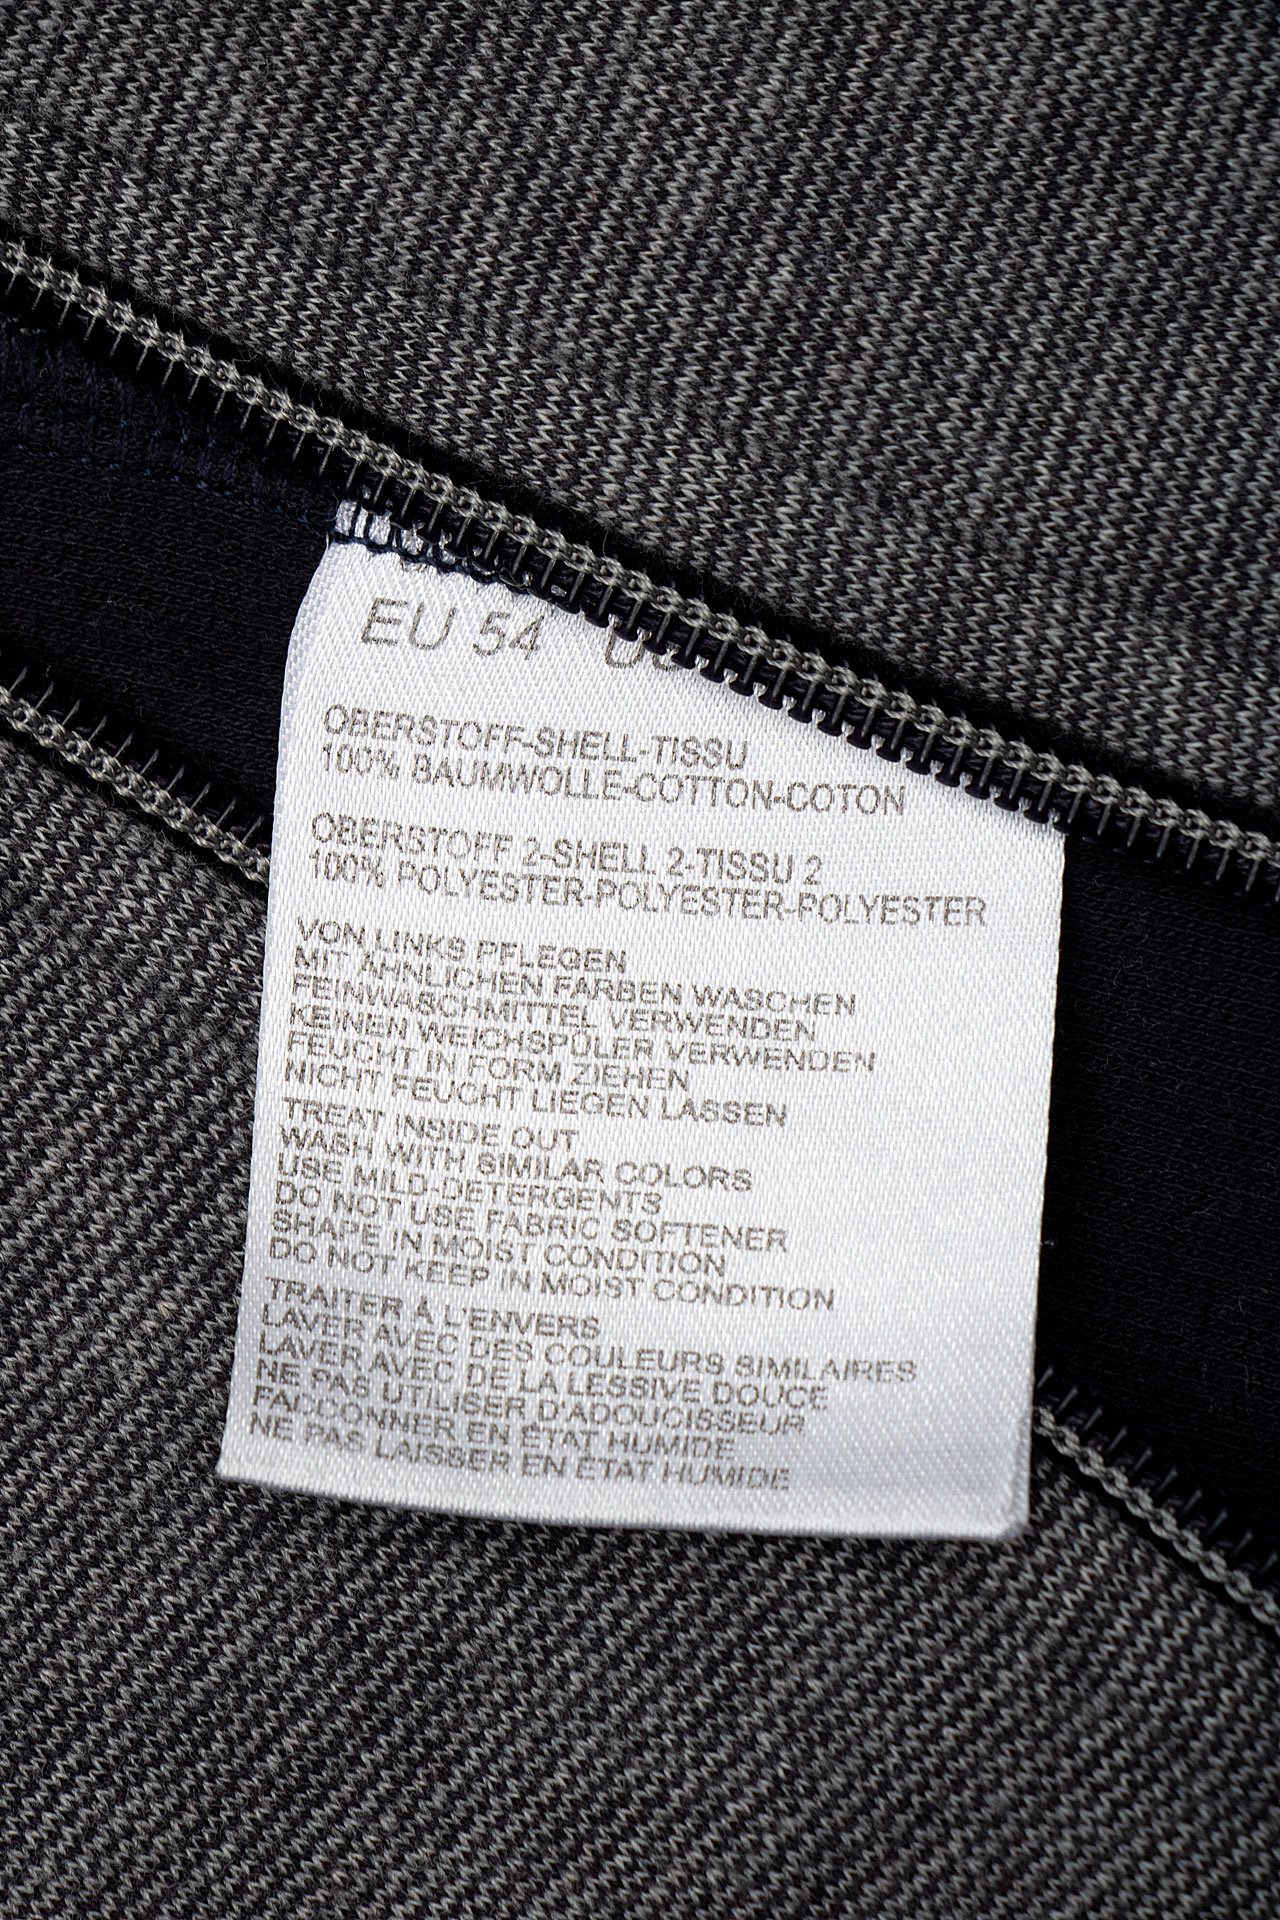 EU 54
OBERSTOFF-SHELL-TISSU
100% BAUMWOLLE-COTTON-COTON
OBERSTOFF 2-SHELL 2-TISSU 2
100% POLYESTER-POLYESTER-POLYESTER
VON LINKS PFLEGEN
MIT ÄHNLICHEN FARBEN WASCHEN
FEINWASCHMITTEL VERWENDEN
KEINEN WEICHSPÜLER VERWENDEN
FEUCHT IN FORM ZIEHEN
NICHT FEUCHT LIEGEN LASSEN
TREAT INSIDE OUT
WASH WITH SIMILAR COLORS
USE MILD-DETERGENTS
DO NOT USE FABRIC SOFTENER
SHAPE IN MOIST CONDITION
DO NOT KEEP IN MOIST CONDITION
TRAITER À L'ENVERS
LAVER AVEC DES COULEURS SIMILAIRES
LAVER AVEC DE LA LESSIVE DOUCE
NE PAS UTILISER D'ADOUCISSEUR
FACCONNER EN ÉTAT HUMIDE
NE PAS LAISSER EN ÉTAT HUMIDE